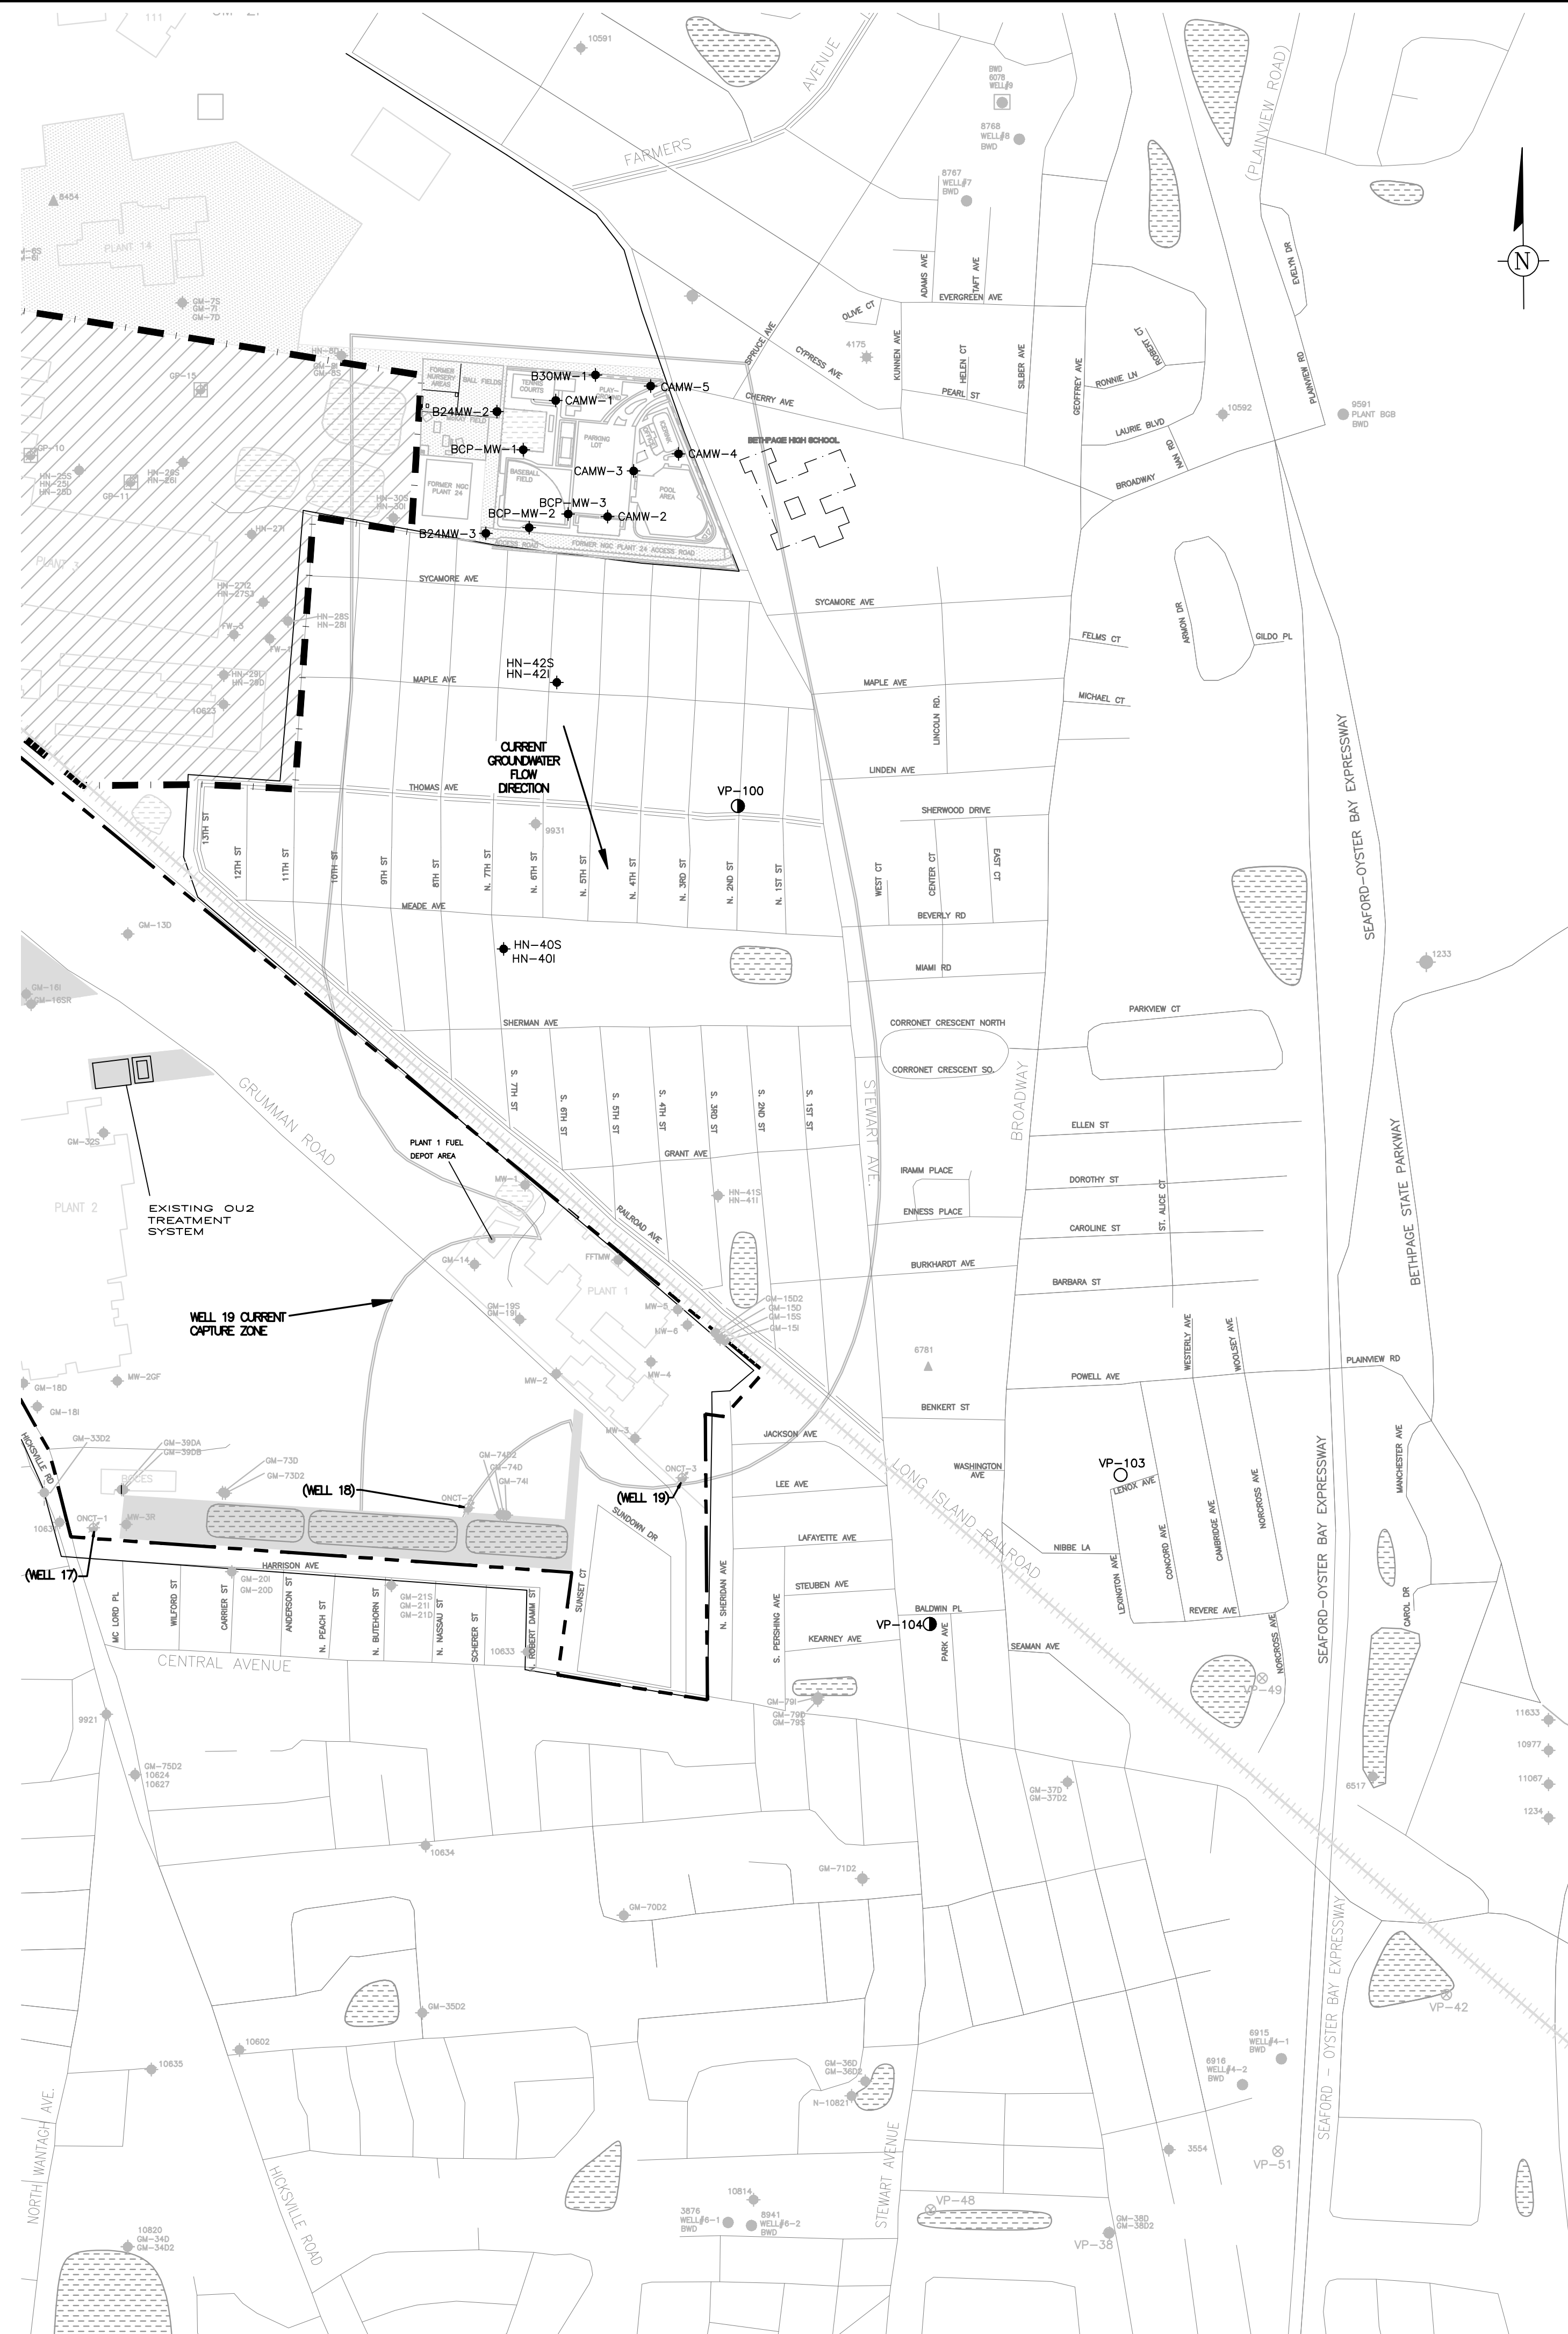 111
10591
AVENUE
FARMERS
BWD
6078
WELL#9
8768
WELL#8
BWD
8767
WELL#7
BWD
(PLAINVIEW ROAD)
N
8454
PLANT 14
GM-7S
GM-7I
GM-7D
ADAMS AVE
TAFT AVE
EVERGREEN AVE
OLIVE CT
SPRUCE AVE
CYPRESS AVE
4175
KUNNEN AVE
HELEN CT
SILBER AVE
PEARL ST
CHERRY AVE
GEOFFREY AVE
ROBERT CT
RONNIE LN
LAURIE BLVD
NAN RD
BROADWAY
10592
EVELYN DR
PLAINVIEW RD
9591
PLANT BGB
BWD
GP-15
GP-10
GP-11
HN-25S
HN-25I
HN-25D
HN-26S
HN-26I
HN-27I
HN-30S
HN-30I
PLANT 3
FORMER
NURSERY
AREAS
BALL FIELDS
TENNIS
COURTS
PLAY-
GROUND
B30MW-1
CAMW-5
CAMW-1
B24MW-2
BCP-MW-1
PARKING
LOT
CAMW-4
CAMW-3
BASEBALL
FIELD
POOL
AREA
FORMER NGC
PLANT 24
BCP-MW-3
BCP-MW-2
CAMW-2
B24MW-3
ACCESS ROAD
FORMER NGC PLANT 24 ACCESS ROAD
BETHPAGE HIGH SCHOOL
SYCAMORE AVE
SYCAMORE AVE
HN-27I2
HN-27S3
FW-3
HN-28S
HN-28I
HN-29I
HN-29D
10623
HN-42S
HN-42I
MAPLE AVE
MAPLE AVE
LINCOLN RD.
FELMS CT
MICHAEL CT
ARMON DR
GILDO PL
CURRENT
GROUNDWATER
FLOW
DIRECTION
THOMAS AVE
VP-100
LINDEN AVE
SHERWOOD DRIVE
9931
13TH ST
12TH ST
11TH ST
10TH ST
9TH ST
8TH ST
N. 7TH ST
N. 6TH ST
N. 5TH ST
N. 4TH ST
N. 3RD ST
N. 2ND ST
N. 1ST ST
WEST CT
CENTER CT
EAST CT
MEADE AVE
BEVERLY RD
SEAFORD-OYSTER BAY EXPRESSWAY
GM-13D
HN-40S
HN-40I
MIAMI RD
1233
GM-16I
GM-16SR
SHERMAN AVE
CORRONET CRESCENT NORTH
CORRONET CRESCENT SO.
PARKVIEW CT
GRUMMAN ROAD
S. 7TH ST
S. 6TH ST
S. 5TH ST
S. 4TH ST
S. 3RD ST
S. 2ND ST
S. 1ST ST
STEWART AVE.
BROADWAY
GM-32S
PLANT 1 FUEL
DEPOT AREA
GRANT AVE
ELLEN ST
IRAMM PLACE
DOROTHY ST
BETHPAGE STATE PARKWAY
PLANT 2
EXISTING OU2
TREATMENT
SYSTEM
MW-1
HN-41S
HN-41I
RAILROAD AVE
ENNESS PLACE
CAROLINE ST
ST. ALICE CT
GM-14
FFTMW
BURKHARDT AVE
BARBARA ST
PLANT 1
WELL 19 CURRENT
CAPTURE ZONE
GM-19S
GM-19I
MW-5
MW-6
GM-15D2
GM-15D
GM-15S
GM-15I
WESTERLY AVE
WOOLSEY AVE
6781
PLAINVIEW RD
GM-18D
MW-2GF
GM-18I
MW-2
MW-4
POWELL AVE
BENKERT ST
HICKSVILLE RD
GM-33D2
GM-39DA
GM-39DB
MW-3
JACKSON AVE
GM-73D
GM-73D2
GM-74D2
GM-74D
GM-74I
ONCT-3
WASHINGTON
AVE
VP-103
LENOX AVE
MANCHESTER AVE
LONG ISLAND RAILROAD
(WELL 18)
ONCT-2
(WELL 19)
LEE AVE
NORCROSS AVE
ONCT-1
MW-3R
SUNDOWN DR
LAFAYETTE AVE
NIBBE LA
CONCORD AVE
CAMBRIDGE AVE
SEAFORD-OYSTER BAY EXPRESSWAY
(WELL 17)
HARRISON AVE
GM-20I
GM-20D
GM-21S
GM-21I
GM-21D
SUNSET CT
N. SHERIDAN AVE
STEUBEN AVE
LEXINGTON AVE
REVERE AVE
CAROL DR
MC LORD PL
WILFORD ST
CARRIER ST
ANDERSON ST
N. PEACH ST
N. BUTEHORN ST
N. NASSAU ST
SCHERER ST
N. ROBERT DAMM ST
10633
S. PERSHING AVE
BALDWIN PL
VP-104
KEARNEY AVE
PARK AVE
SEAMAN AVE
NORCROSS AVE
CENTRAL AVENUE
GM-79I
GM-79D
GM-79S
VP-49
9921
11633
10977
11067
1234
GM-75D2
10624
10627
GM-37D
GM-37D2
6517
10634
GM-71D2
GM-70D2
SEAFORD - OYSTER BAY EXPRESSWAY
GM-35D2
VP-42
10602
10635
GM-36D
GM-36D2
N-10821
6915
WELL#4-1
BWD
6916
WELL#4-2
BWD
NORTH WANTAGH AVE.
HICKSVILLE ROAD
STEWART AVENUE
3554
VP-51
10814
3876
WELL#6-1
BWD
8941
WELL#6-2
BWD
VP-48
GM-38D
GM-38D2
VP-38
10820
GM-34D
GM-34D2